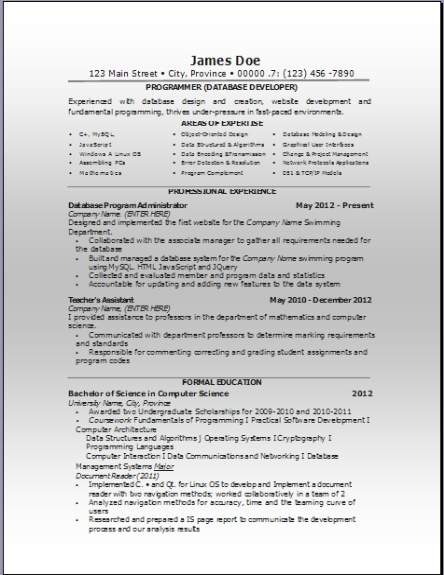 James Doe
123 Main Street • City, Province • 00000 .7: (123) 456 -7890
PROGRAMMER (DATABASE DEVELOPER)
Experienced with database design and creation, website development and
fundamental programming, thrives under-pressure in fast-paced environments.
AREAS OF EXPERTISE
• C+, MySQL, • Object-Oriented Design • Database Modeling & Design
• JavaScript • Data Structured & Algorithms • Graphical User Interfaces
• Windows A Linux OS • Data Encoding &Transmission • Change & Project Management
• Assembling PCs • Error Detection & Resolution • Network Protocols Applications
• Mathematics • Program Complement • OS1 & TCP/IP Models
PROFESSIONAL EXPERIENCE
Database Program Administrator May 2012 - Present
Company Name. (ENTER HERE)
Designed and implemented the first website for the Company Name Swimming
Department.
• Collaborated with the associate manager to gather all requirements needed for
the database
• Built and managed a database system for the Company Name swimming program
using MySQL. HTML JavaScript and JQuery
• Collected and evaluated member and program data and statistics
• Accountable for updating and adding new features to the data system
Teacher's Assistant May 2010 - December 2012
Company Name, (ENTER HERE)
I provided assistance to professors in the department of mathematics and computer
science.
• Communicated with department professors to determine marking requirements
and standards
• Responsible for commenting correcting and grading student assignments and
program codes
FORMAL EDUCATION
Bachelor of Science in Computer Science 2012
University Name, City, Province
• Awarded two Undergraduate Scholarships for 2009-2010 and 2010-2011
• Coursework Fundamentals of Programming I Practical Software Development I
Computer Architecture
Data Structures and Algorithms J Operating Systems I Cryptology I
Programming Languages
Computer Interaction I Data Communications and Networking I Database
Management Systems Major
Document Reader (2011)
• Implemented C. • and Qt. for Linux OS to develop and Implement a document
reader with two navigation methods; worked collaboratively in a team of 2
• Analyzed navigation methods for accuracy, time and the learning curve of
users
• Researched and prepared a IS page report to communicate the development
process and our analysis results